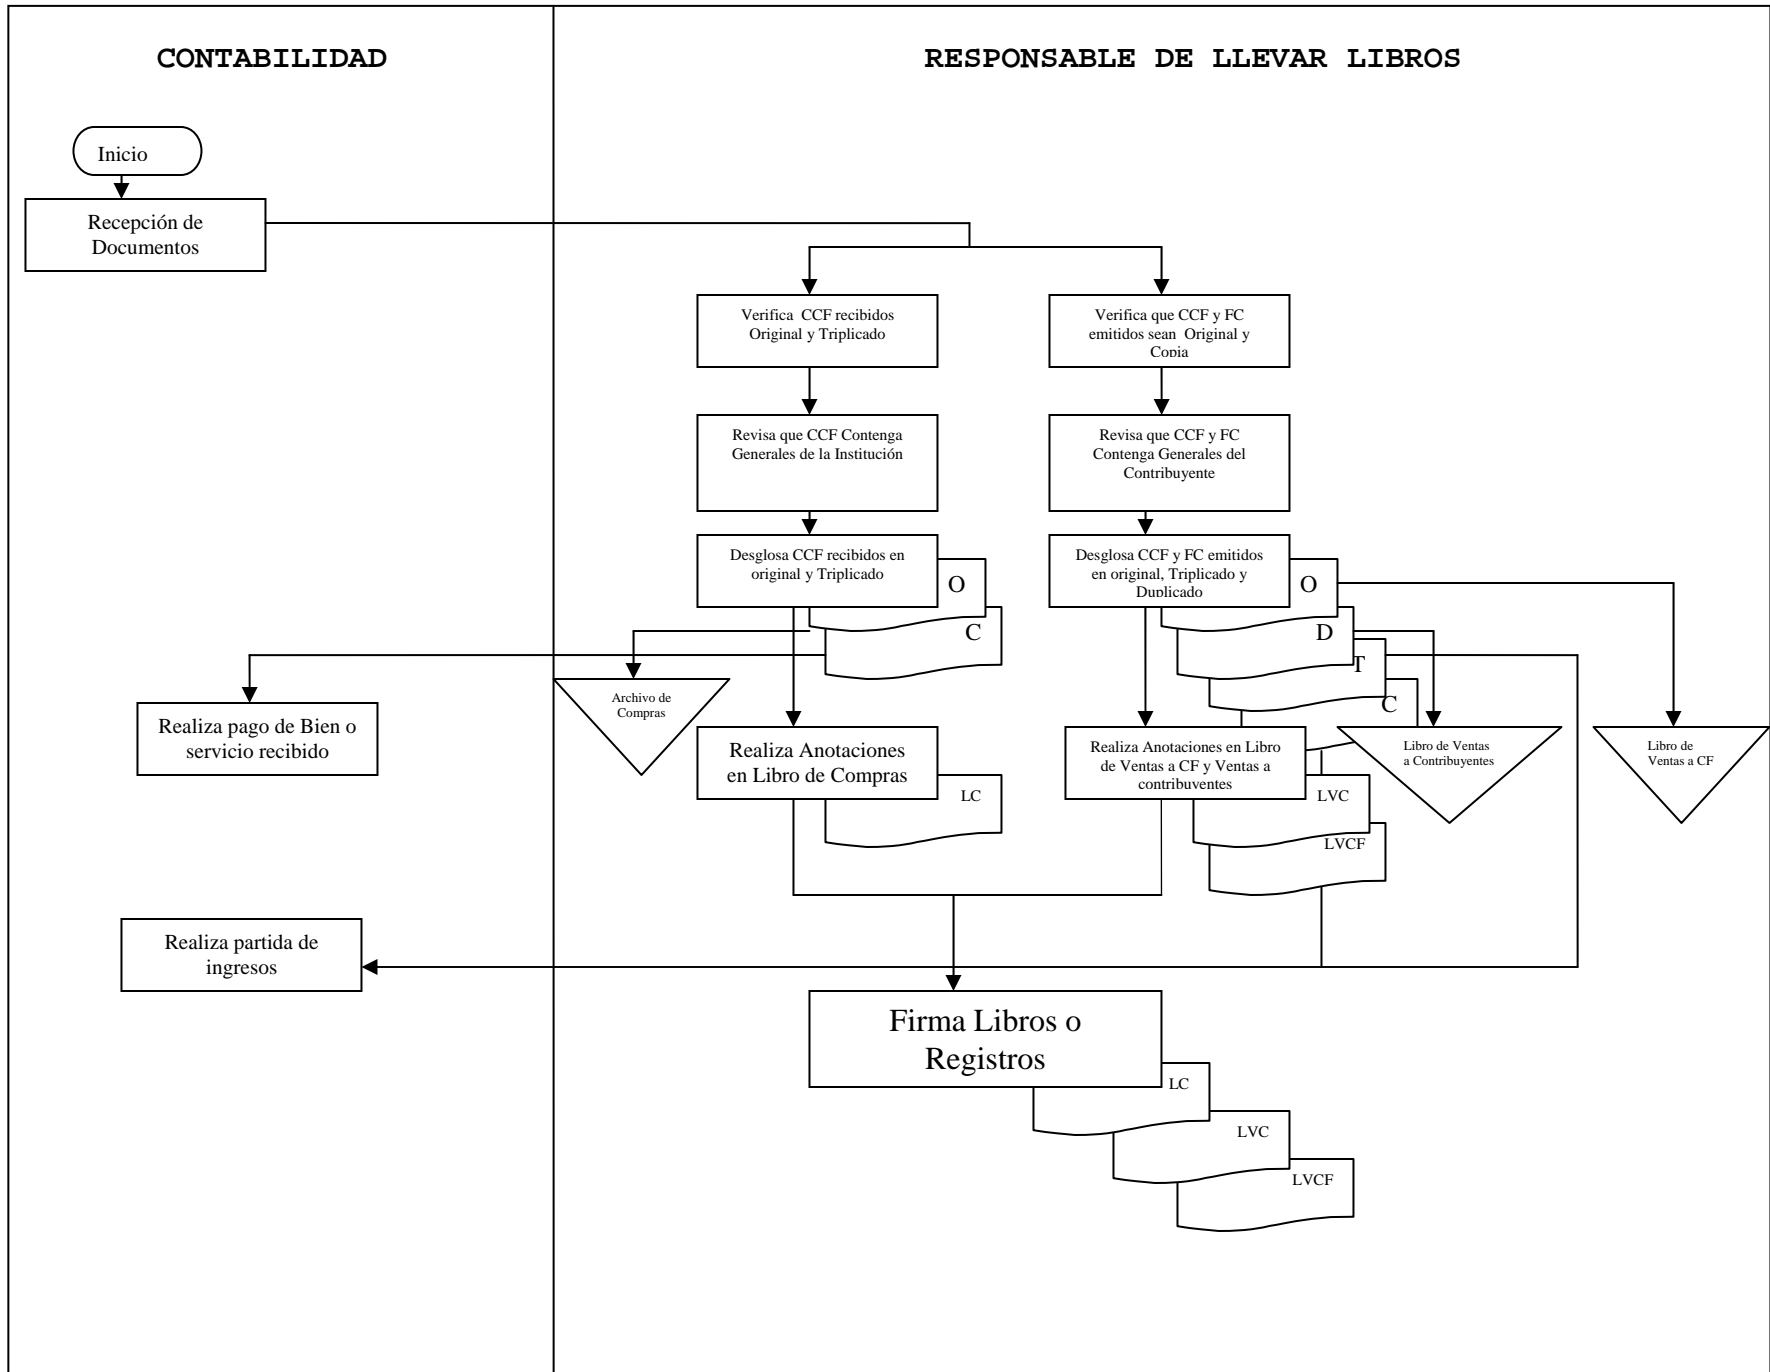 CONTABILIDAD
RESPONSABLE DE LLEVAR LIBROS
Inicio
Recepción de
Documentos
Verifica CCF recibidos
Original y Triplicado
Verifica que CCF y FC
emitidos sean Original y
Copia
Revisa que CCF Contenga
Generales de la Institución
Revisa que CCF y FC
Contenga Generales del
Contribuyente
Desglosa CCF recibidos en
original y Triplicado
O
C
Desglosa CCF y FC emitidos
en original, Triplicado y
Duplicado
O
D
T
C
Realiza pago de Bien o
servicio recibido
Archivo de
Compras
Realiza Anotaciones
en Libro de Compras
LC
Realiza Anotaciones en Libro
de Ventas a CF y Ventas a
contribuyentes
LVC
LVCF
Libro de Ventas
a Contribuyentes
Libro de
Ventas a CF
Realiza partida de
ingresos
Firma Libros o
Registros
LC
LVC
LVCF